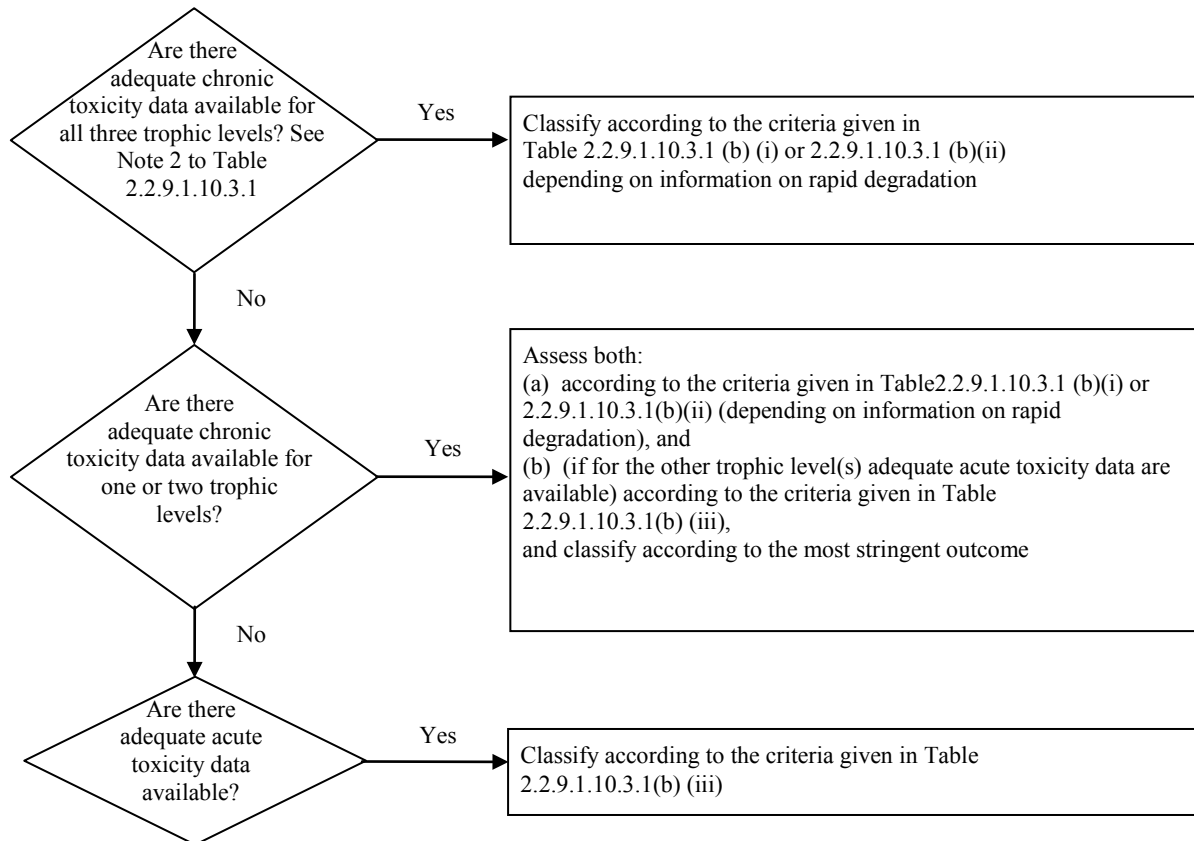 Are there
adequate chronic
toxicity data available for
all three trophic levels? See
Note 2 to Table
2.2.9.1.10.3.1
Yes
Classify according to the criteria given in
Table 2.2.9.1.10.3.1 (b) (i) or 2.2.9.1.10.3.1 (b)(ii)
depending on information on rapid degradation
No
Are there
adequate chronic
toxicity data available for
one or two trophic
levels?
Yes
Assess both:
(a) according to the criteria given in Table2.2.9.1.10.3.1 (b)(i) or
2.2.9.1.10.3.1(b)(ii) (depending on information on rapid
degradation), and
(b) (if for the other trophic level(s) adequate acute toxicity data are
available) according to the criteria given in Table
2.2.9.1.10.3.1(b) (iii),
and classify according to the most stringent outcome
No
Are there
adequate acute
toxicity data
available?
Yes
Classify according to the criteria given in Table
2.2.9.1.10.3.1(b) (iii)